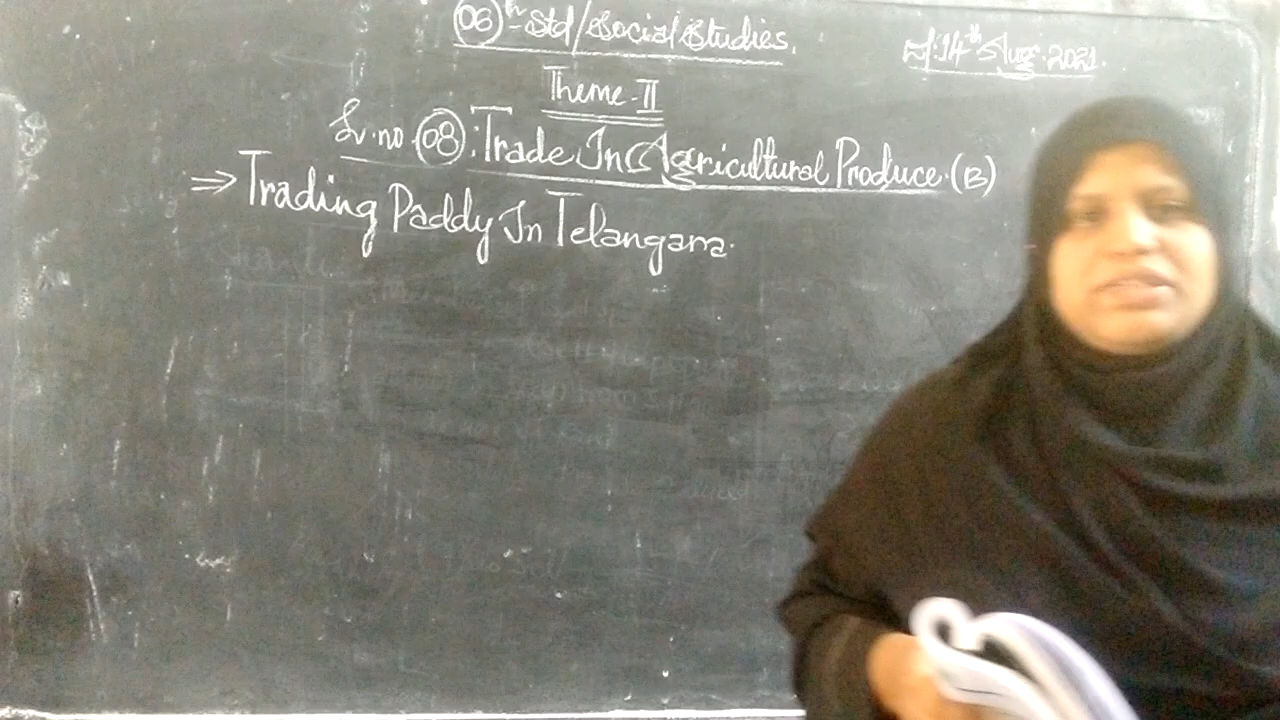 06th Std/Social Studies.
Dt:14th Aug.2021.
Theme-II
Lr.no.08:Trade In Agricultural Produce.(B)
⇒Trading Paddy In Telangana.